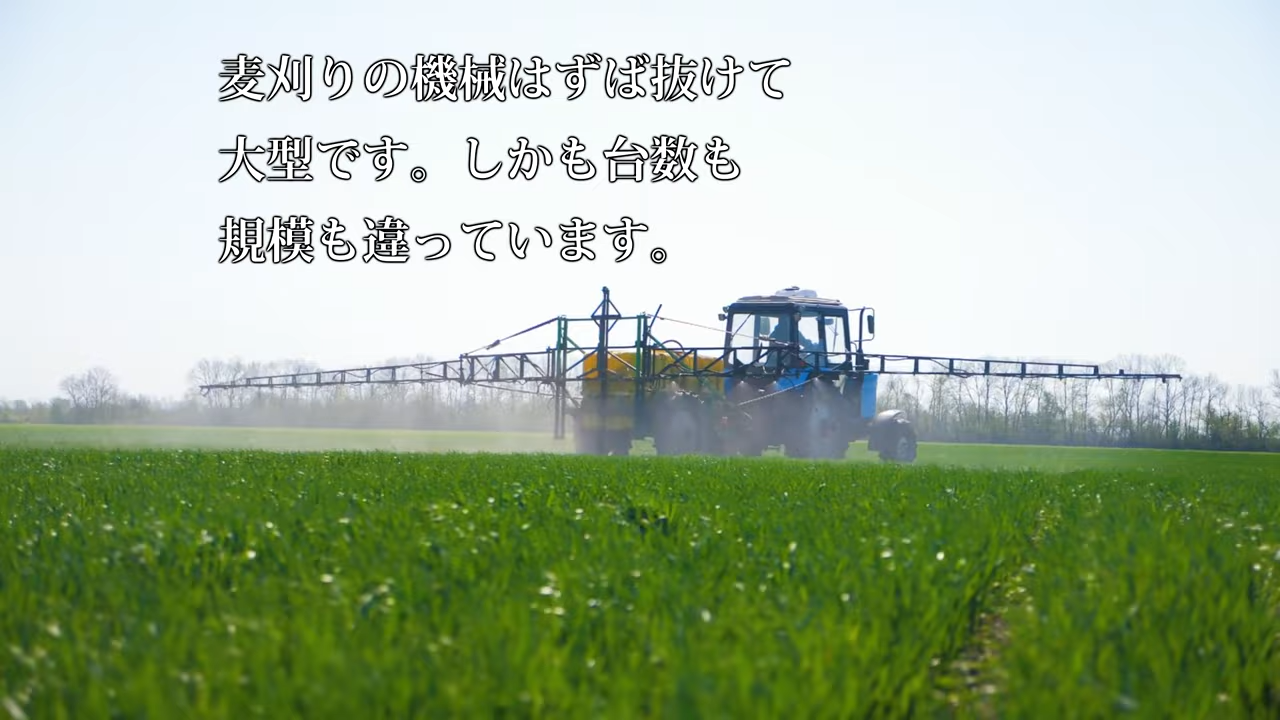 麦刈りの機械はずば抜けて
大型です。しかも台数も
規模も違っています。